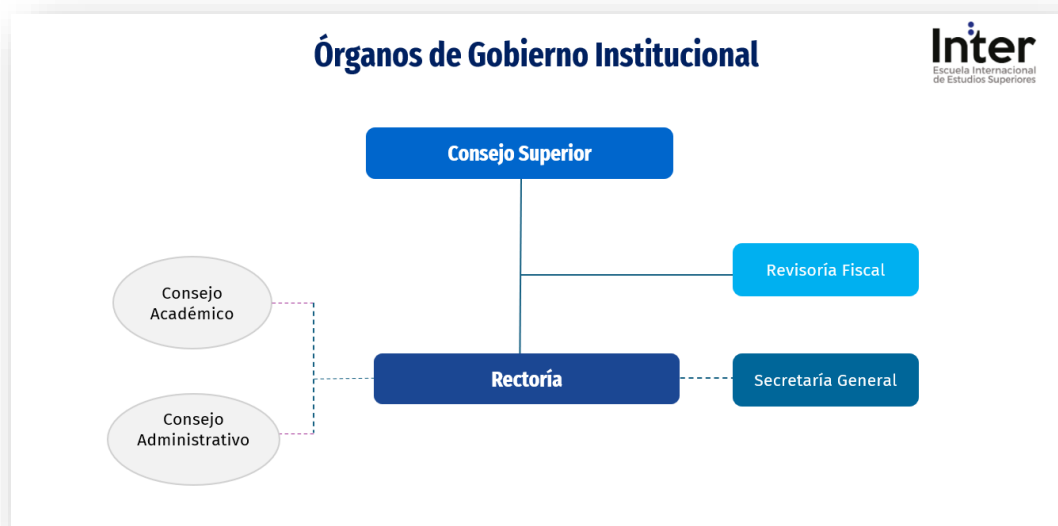 Órganos de Gobierno Institucional
Inter
Escuela Internacional
de Estudios Superiores
Consejo Superior
Revisoría Fiscal
Consejo
Académico
Rectoría
Secretaría General
Consejo
Administrativo